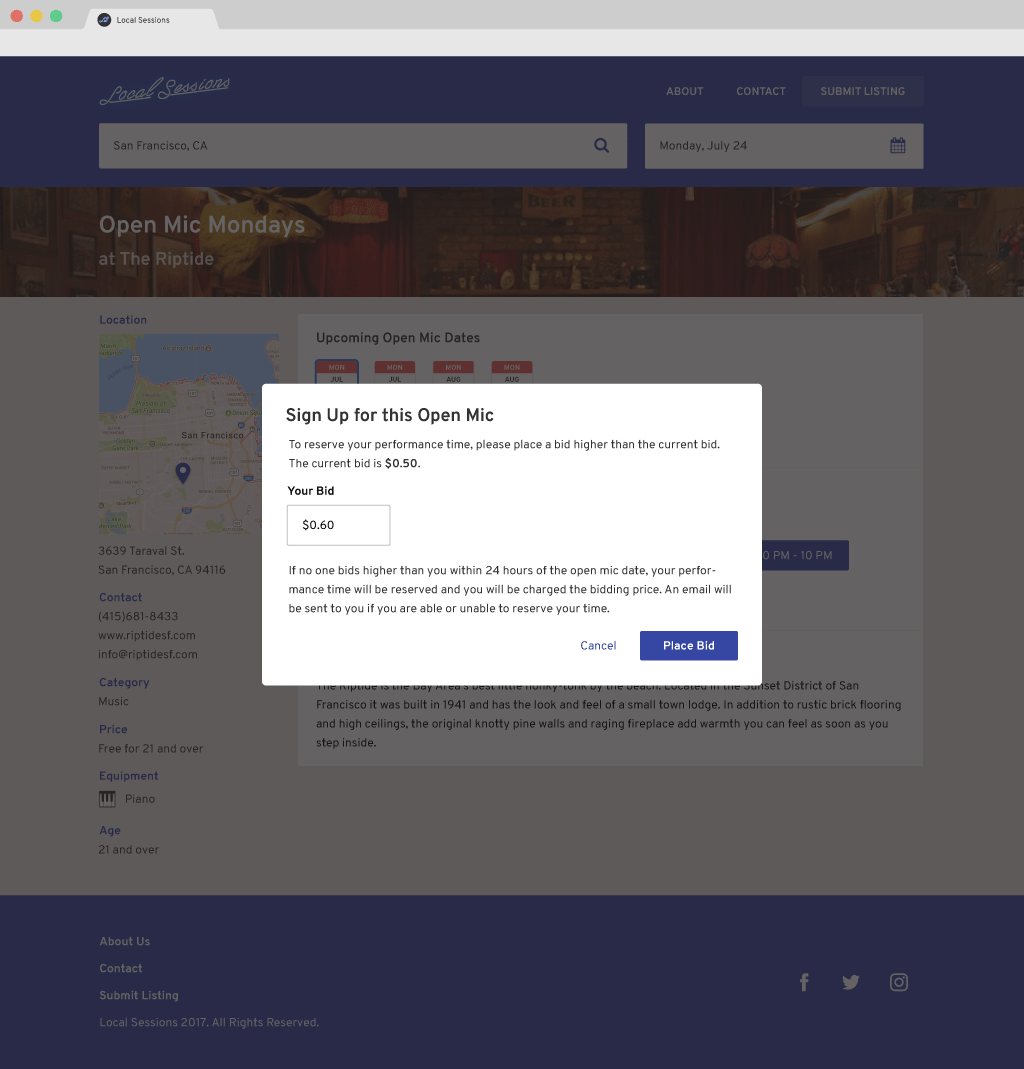 Local Sessions
Local Sessions
ABOUT
CONTACT
SUBMIT LISTING
San Francisco, CA
Monday, July 24
BEER
Open Mic Mondays
at The Riptide
Location
San Francisco
3639 Taraval St.
San Francisco, CA 94116
Contact
(415)681-8433
www.riptidesf.com
info@riptidesf.com
Category
Music
Price
Free for 21 and over
Equipment
Piano
Age
21 and over
Upcoming Open Mic Dates
MON MON MON MON
JUL JUL AUG AUG
Sign Up for this Open Mic
To reserve your performance time, please place a bid higher than the current bid.
The current bid is $0.50.
Your Bid
$0.60
If no one bids higher than you within 24 hours of the open mic date, your perfor-
mance time will be reserved and you will be charged the bidding price. An email will
be sent to you if you are able or unable to reserve your time.
Cancel
Place Bid
0 PM - 10 PM
The Riptide is the Bay Area's best little honky-tonk by the beach. Located in the Sunset District of San
Francisco it was built in 1941 and has the look and feel of a small town lodge. In addition to rustic brick flooring
and high ceilings, the original knotty pine walls and raging fireplace add warmth you can feel as soon as you
step inside.
About Us
Contact
Submit Listing
Local Sessions 2017, All Rights Reserved.